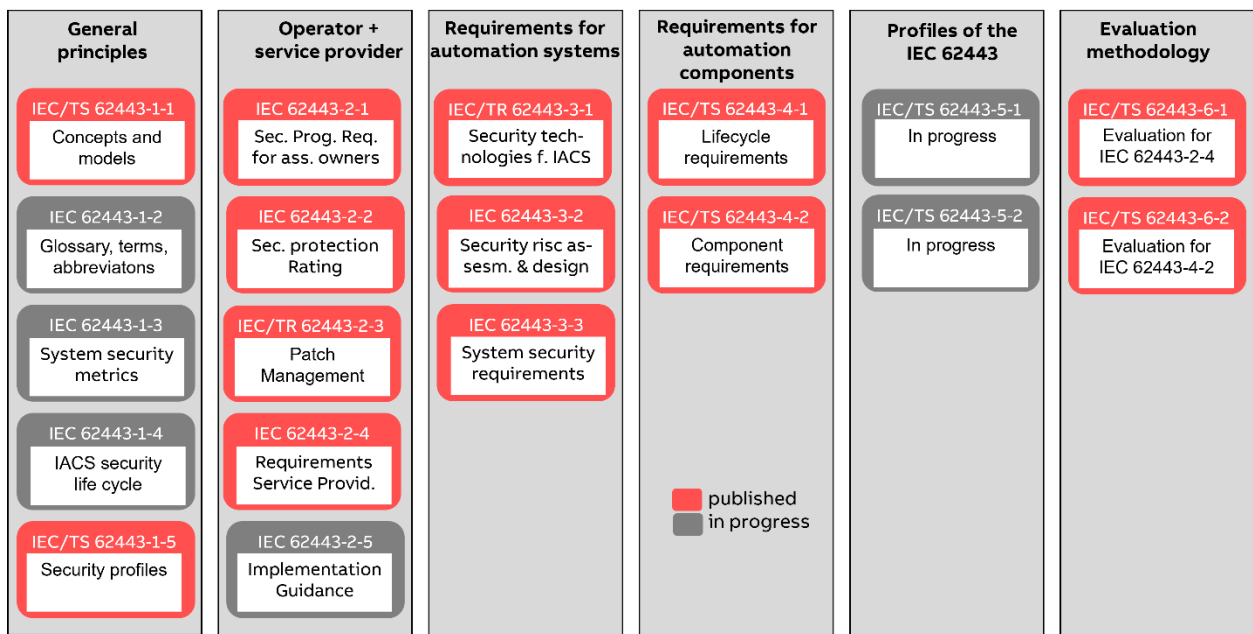 General
principles
IEC/TS 62443-1-1
Concepts and
models
IEC 62443-1-2
Glossary, terms,
abbreviatons
IEC 62443-1-3
System security
metrics
IEC 62443-1-4
IACS security
life cycle
IEC/TS 62443-1-5
Security profiles
Operator +
service provider
IEC 62443-2-1
Sec. Prog. Req.
for ass. owners
IEC 62443-2-2
Sec. protection
Rating
IEC/TR 62443-2-3
Patch
Management
IEC 62443-2-4
Requirements
Service Provid.
IEC 62443-2-5
Implementation
Guidance
Requirements for
automation systems
IEC/TR 62443-3-1
Security tech-
nologies f. IACS
IEC 62443-3-2
Security risc as-
sesm. & design
IEC 62443-3-3
System security
requirements
Requirements for
automation
components
IEC/TS 62443-4-1
Lifecycle
requirements
IEC/TS 62443-4-2
Component
requirements
published
in progress
Profiles of the
IEC 62443
IEC/TS 62443-5-1
In progress
IEC/TS 62443-5-2
In progress
Evaluation
methodology
IEC/TS 62443-6-1
Evaluation for
IEC 62443-2-4
IEC/TS 62443-6-2
Evaluation for
IEC 62443-4-2